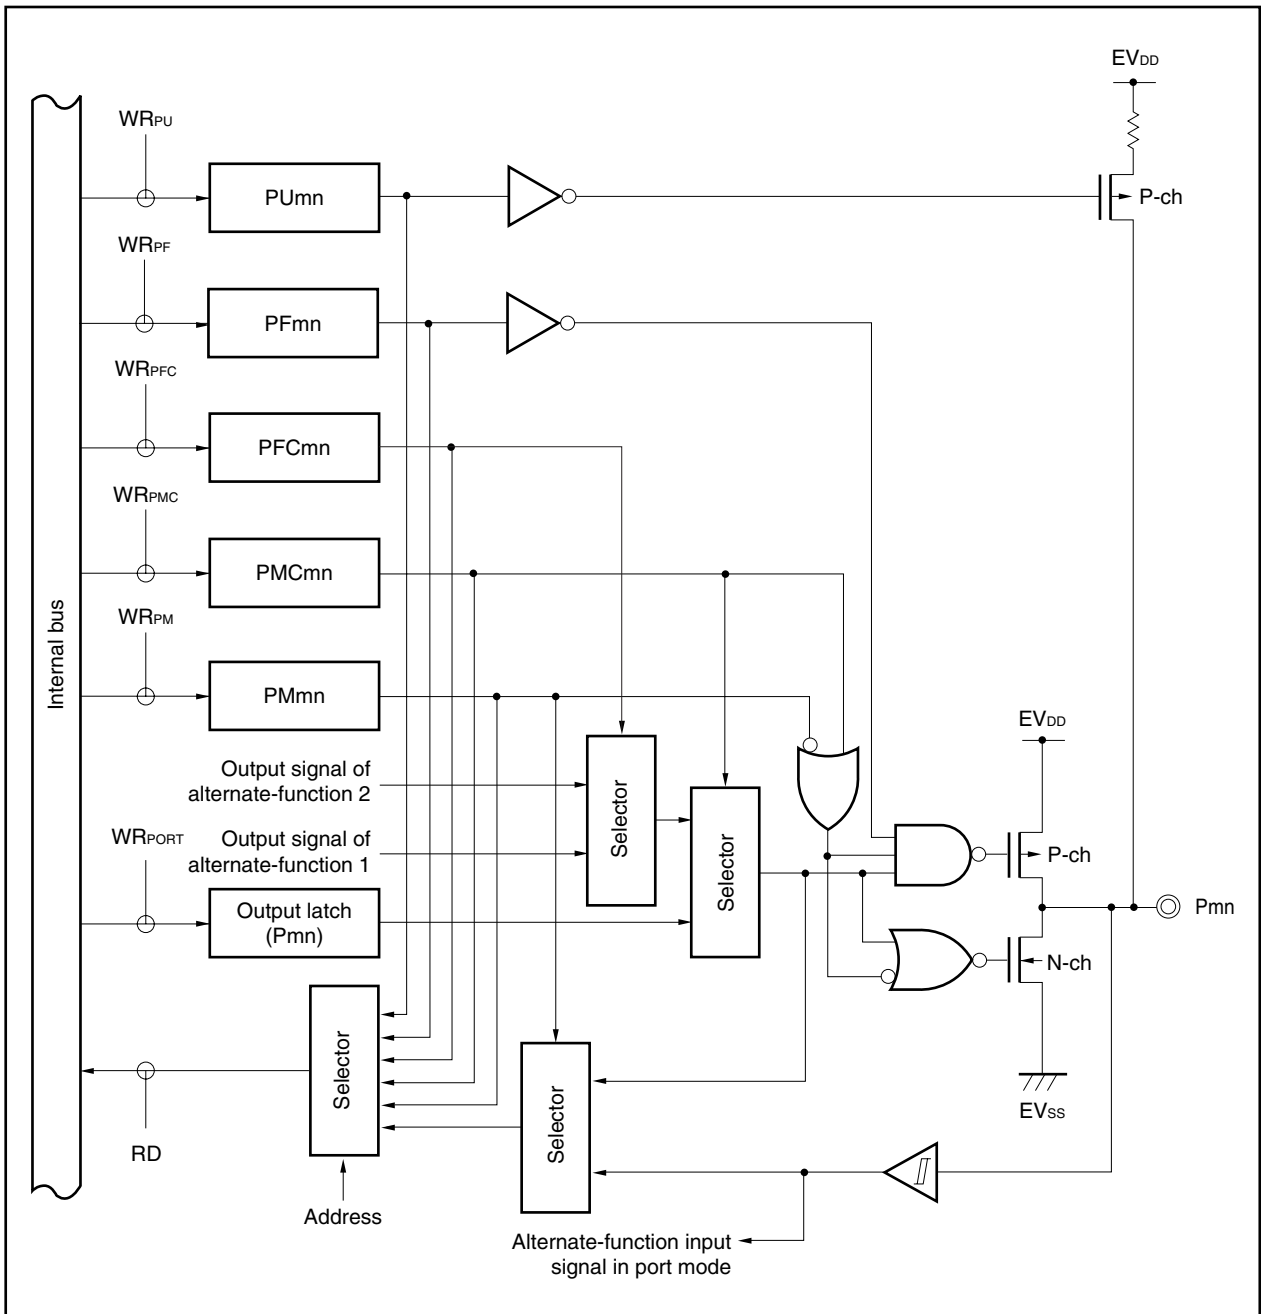 EVDD
WRPU
PUmn
P-ch
WRPF
PFmn
WRPFC
PFCmn
WRPMC
PMCmn
Internal bus
WRPM
PMmn
EVDD
Output signal of
alternate-function 2
Selector
Selector
WRPORT
Output signal of
alternate-function 1
P-ch
Output latch
(Pmn)
Pmn
N-ch
Selector
Selector
EVSS
RD
Address
Alternate-function input
signal in port mode